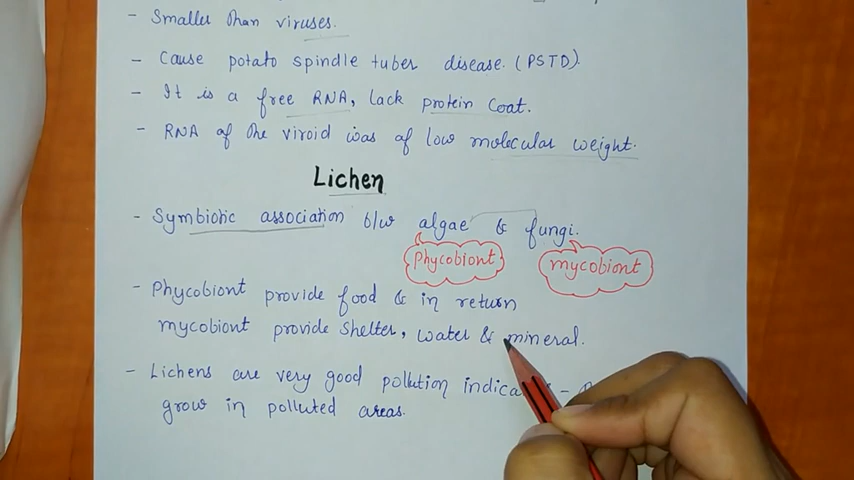 - Smaller than viruses.
- Cause potato spindle tuber disease. (PSTD).
- It is a free RNA, lack protein coat.
- RNA of the viroid was of low molecular weight.
Lichen
- Symbiotic association b/w algae & fungi.
Phycobiont mycobiont
- Phycobiont provide food & in return
mycobiont provide shelter, water & mineral.
- Lichens are very good pollution indica
grow in polluted areas.